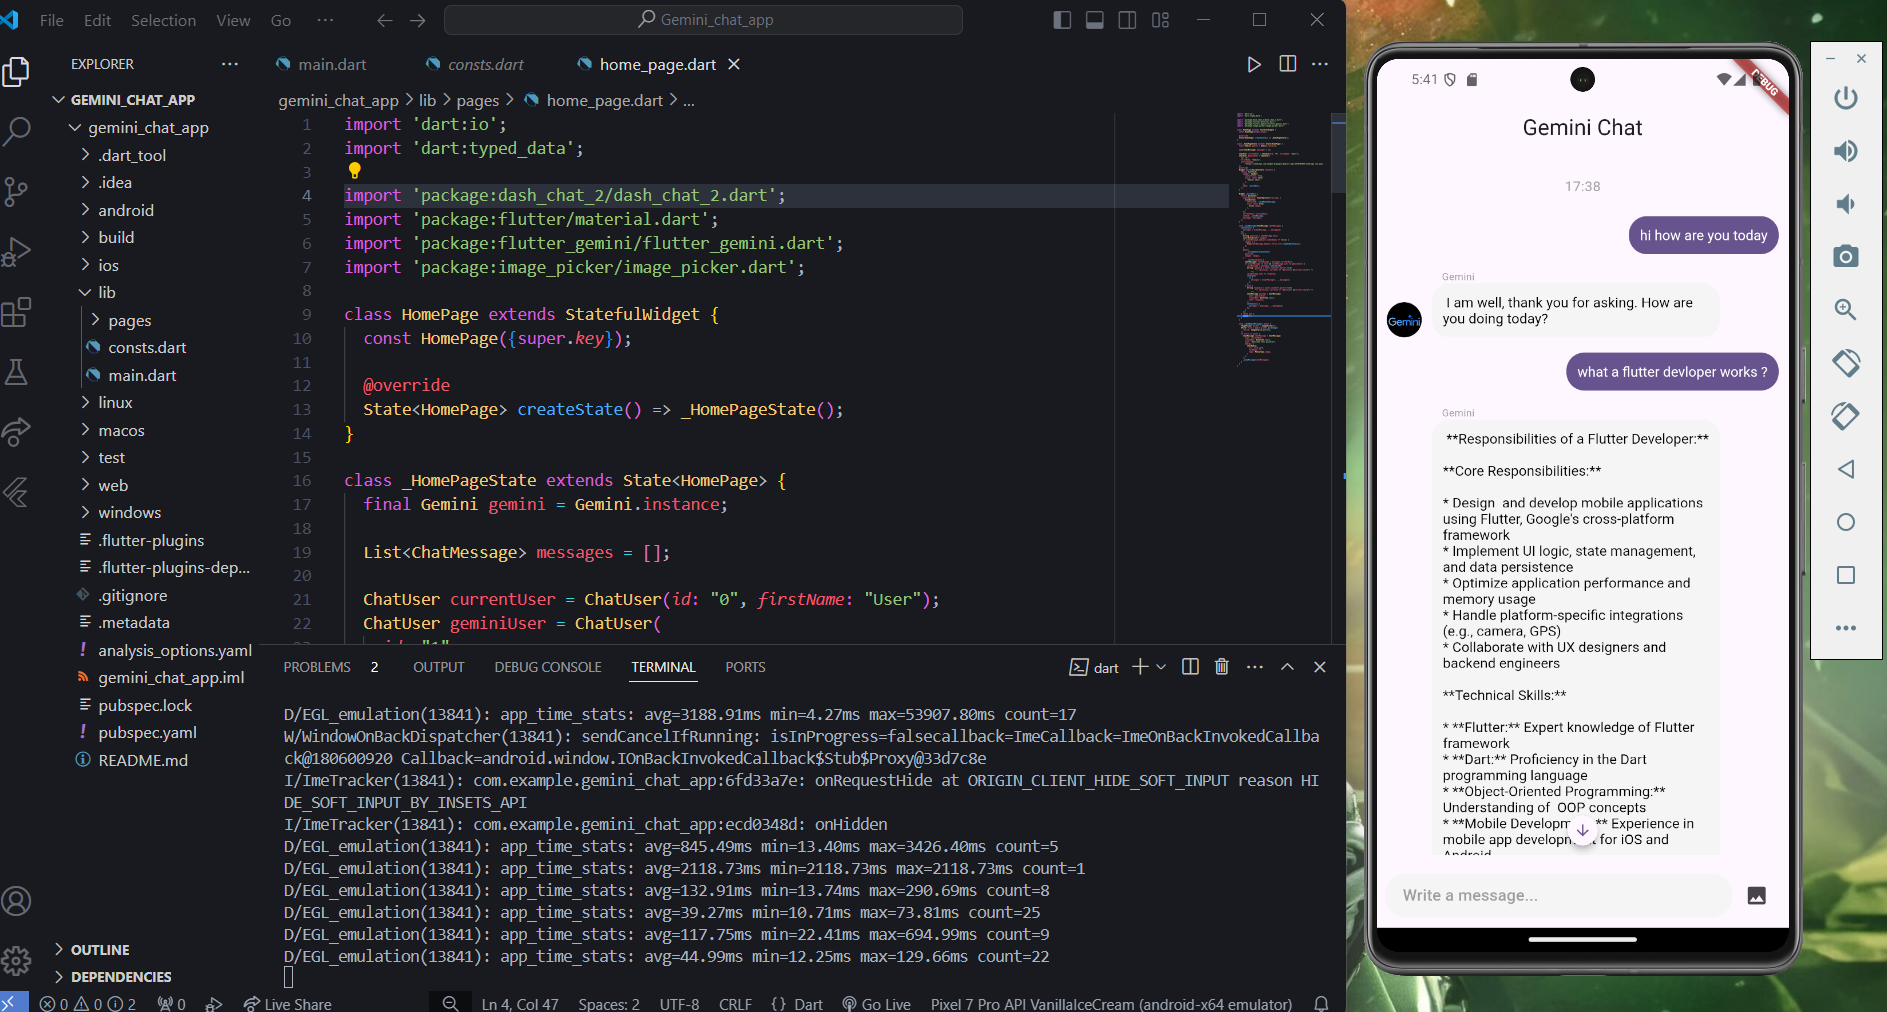 File Edit Selection View Go ... Gemini_chat_app
EXPLORER
GEMINI_CHAT_APP
gemini_chat_app
.dart_tool
.idea
android
build
ios
lib
pages
consts.dart
main.dart
linux
macos
test
web
windows
.flutter-plugins
.flutter-plugins-dep...
.gitignore
.metadata
analysis_options.yaml
gemini_chat_app.iml
pubspec.lock
pubspec.yaml
README.md
OUTLINE
DEPENDENCIES
main.dart consts.dart home_page.dart
gemini_chat_app > lib > pages > home_page.dart > ...
1 import 'dart:io';
2 import 'dart:typed_data';
3
4 import 'package:dash_chat_2/dash_chat_2.dart';
5 import 'package:flutter/material.dart';
6 import 'package:flutter_gemini/flutter_gemini.dart';
7 import 'package:image_picker/image_picker.dart';
8
9 class HomePage extends StatefulWidget {
10 const HomePage({super.key});
11
12 @override
13 State<HomePage> createState() => _HomePageState();
14 }
15
16 class _HomePageState extends State<HomePage> {
17 final Gemini gemini = Gemini.instance;
18
19 List<ChatMessage> messages = [];
20
21 ChatUser currentUser = ChatUser(id: "0", firstName: "User");
22 ChatUser geminiUser = ChatUser(
PROBLEMS 2 OUTPUT DEBUG CONSOLE TERMINAL PORTS dart
D/EGL_emulation(13841): app_time_stats: avg=3188.91ms min=4.27ms max=53907.80ms count=17
W/WindowOnBackDispatcher(13841): sendCancelIfRunning: isInProgress=falsecallback=ImeCallback=ImeOnBackInvokedCallba
ck@180600920 Callback=android.window.IOnBackInvokedCallback$Stub$Proxy@33d7c8e
I/ImeTracker(13841): com.example.gemini_chat_app:6fd33a7e: onRequestHide at ORIGIN_CLIENT_HIDE_SOFT_INPUT reason HI
DE_SOFT_INPUT_BY_INSETS_API
I/ImeTracker(13841): com.example.gemini_chat_app:ecd0348d: onHidden
D/EGL_emulation(13841): app_time_stats: avg=845.49ms min=13.40ms max=3426.40ms count=5
D/EGL_emulation(13841): app_time_stats: avg=2118.73ms min=2118.73ms max=2118.73ms count=1
D/EGL_emulation(13841): app_time_stats: avg=132.91ms min=13.74ms max=290.69ms count=8
D/EGL_emulation(13841): app_time_stats: avg=39.27ms min=10.71ms max=73.81ms count=25
D/EGL_emulation(13841): app_time_stats: avg=117.75ms min=22.41ms max=694.99ms count=9
D/EGL_emulation(13841): app_time_stats: avg=44.99ms min=12.25ms max=129.66ms count=22
0 0 2 0 Live Share Ln 4, Col 47 Spaces: 2 UTF-8 CRLF {} Dart Go Live Pixel 7 Pro API VanillaIceCream (android-x64 emulator)
5:41
DEBUG
Gemini Chat
17:38
hi how are you today
Gemini
Gemini
I am well, thank you for asking. How are
you doing today?
what a flutter devloper works ?
Gemini
**Responsibilities of a Flutter Developer:**
**Core Responsibilities:**
* Design and develop mobile applications
using Flutter, Google's cross-platform
framework
* Implement UI logic, state management,
and data persistence
* Optimize application performance and
memory usage
* Handle platform-specific integrations
(e.g., camera, GPS)
* Collaborate with UX designers and
backend engineers
**Technical Skills:**
* **Flutter:** Expert knowledge of Flutter
framework
* **Dart:** Proficiency in the Dart
programming language
* **Object-Oriented Programming:**
Understanding of OOP concepts
* **Mobile Developm ** Experience in
mobile app developm t for iOS and
Android
Write a message...